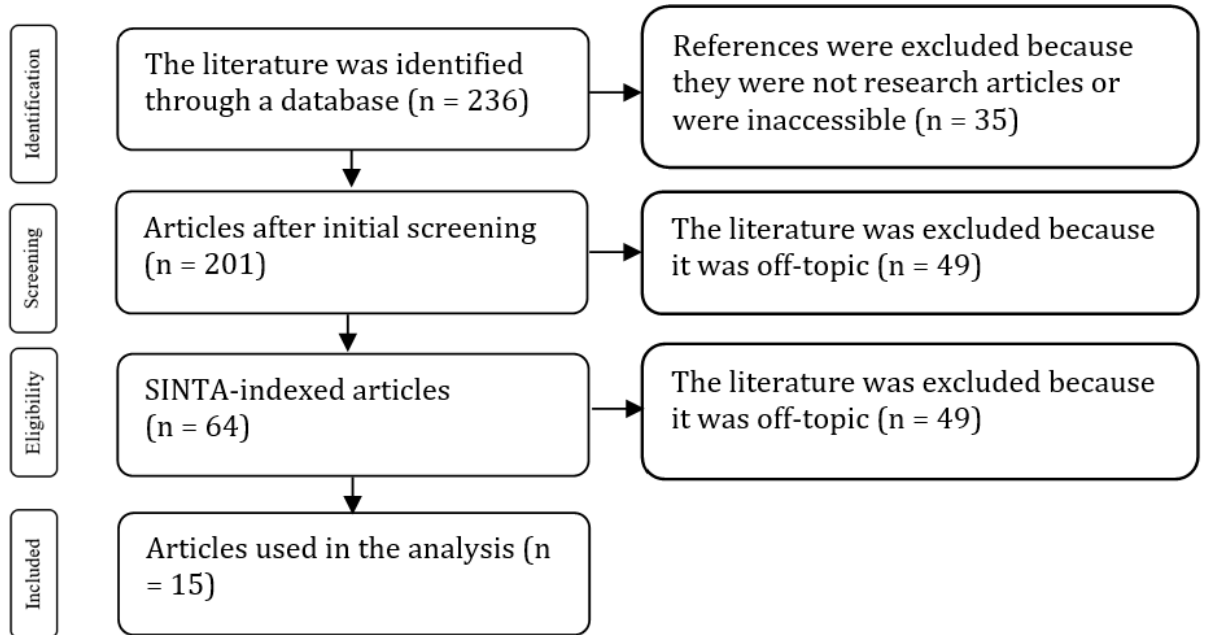 Identification
The literature was identified
through a database (n = 236)
References were excluded because
they were not research articles or
were inaccessible (n = 35)
Screening
Articles after initial screening
(n = 201)
The literature was excluded because
it was off-topic (n = 49)
Eligibility
SINTA-indexed articles
(n = 64)
The literature was excluded because
it was off-topic (n = 49)
Included
Articles used in the analysis (n
= 15)